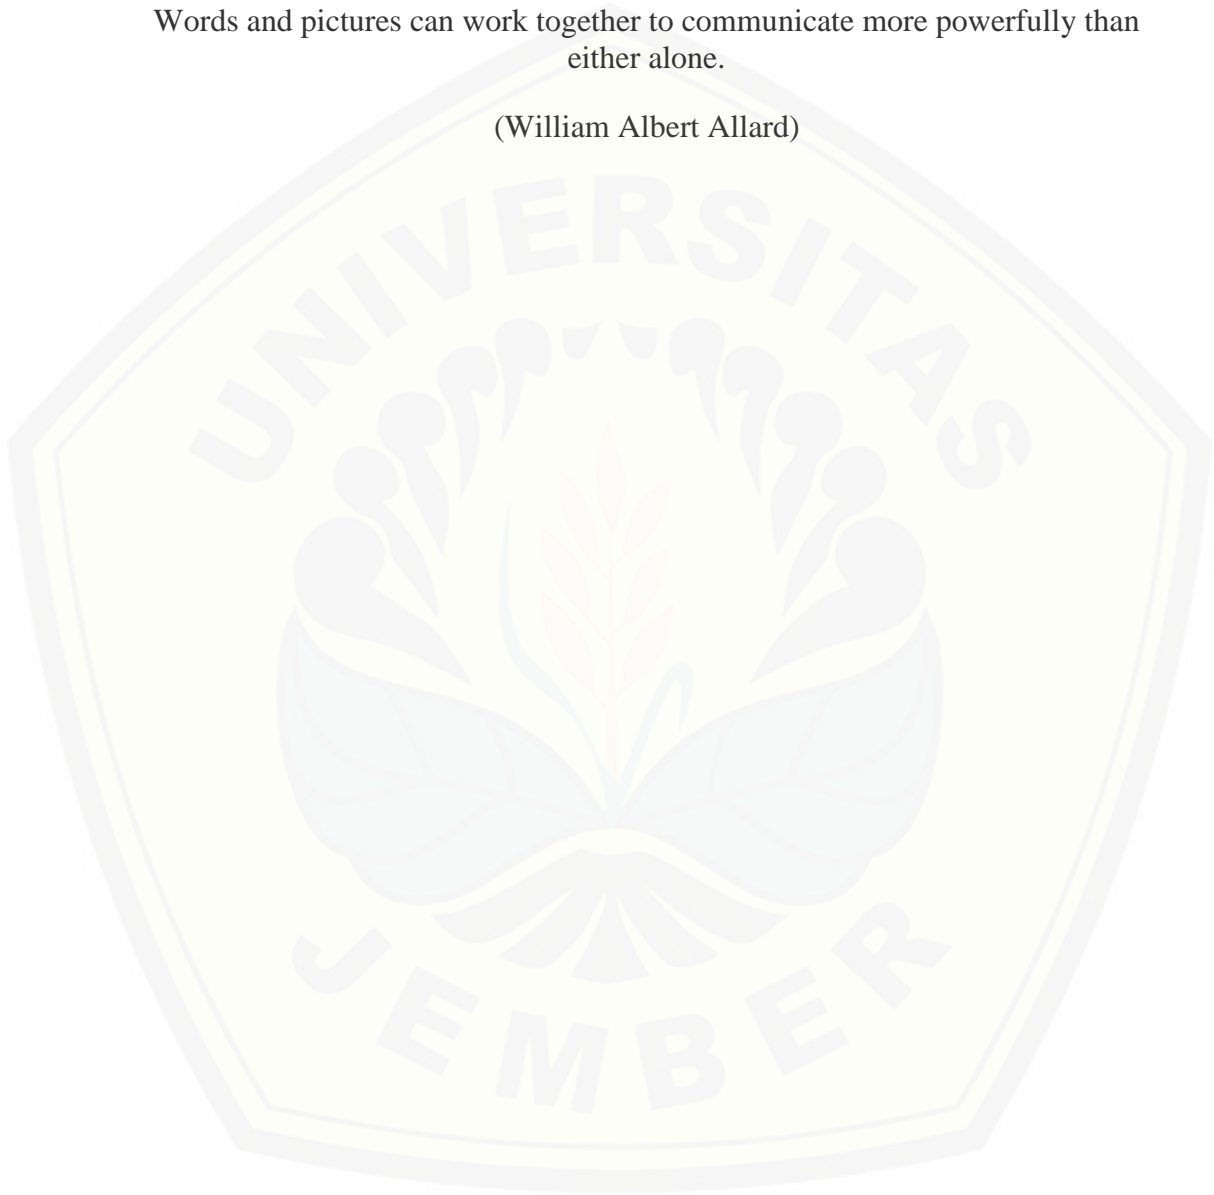 Words and pictures can work together to communicate more powerfully than
either alone.
(William Albert Allard)
UNIVERSITAS
JEMBER